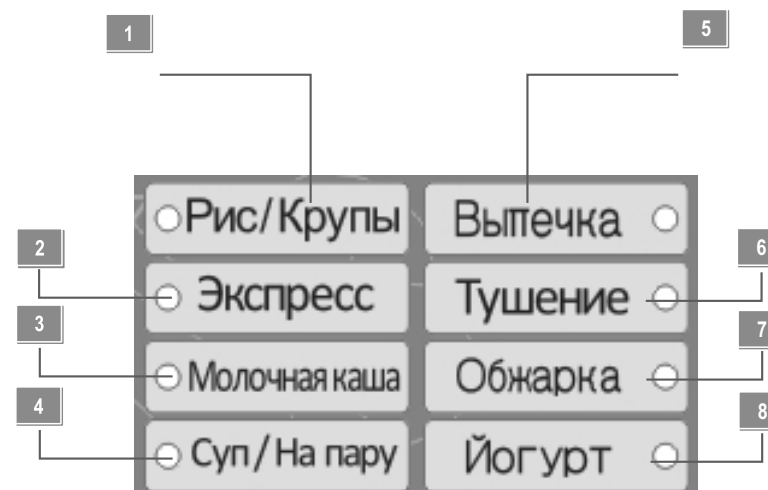 1
5
Рис/Крупы
Выпечка
2
6
Экспресс
Тушение
3
7
Молочная каша
Обжарка
4
8
Суп/На пару
Йогурт